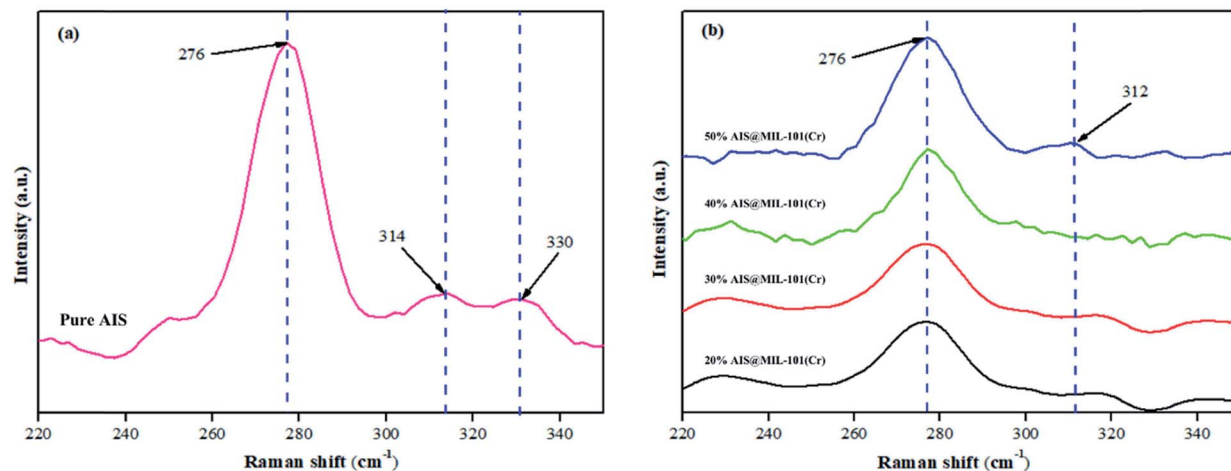 (a)
276
314
330
Pure AIS
Intensity (a.u.)
220 240 260 280 300 320 340
Raman shift (cm-1)
(b)
276
312
50% AIS@MIL-101(Cr)
40% AIS@MIL-101(Cr)
30% AIS@MIL-101(Cr)
20% AIS@MIL-101(Cr)
Intensity (a.u.)
220 240 260 280 300 320 340
Raman shift (cm-1)